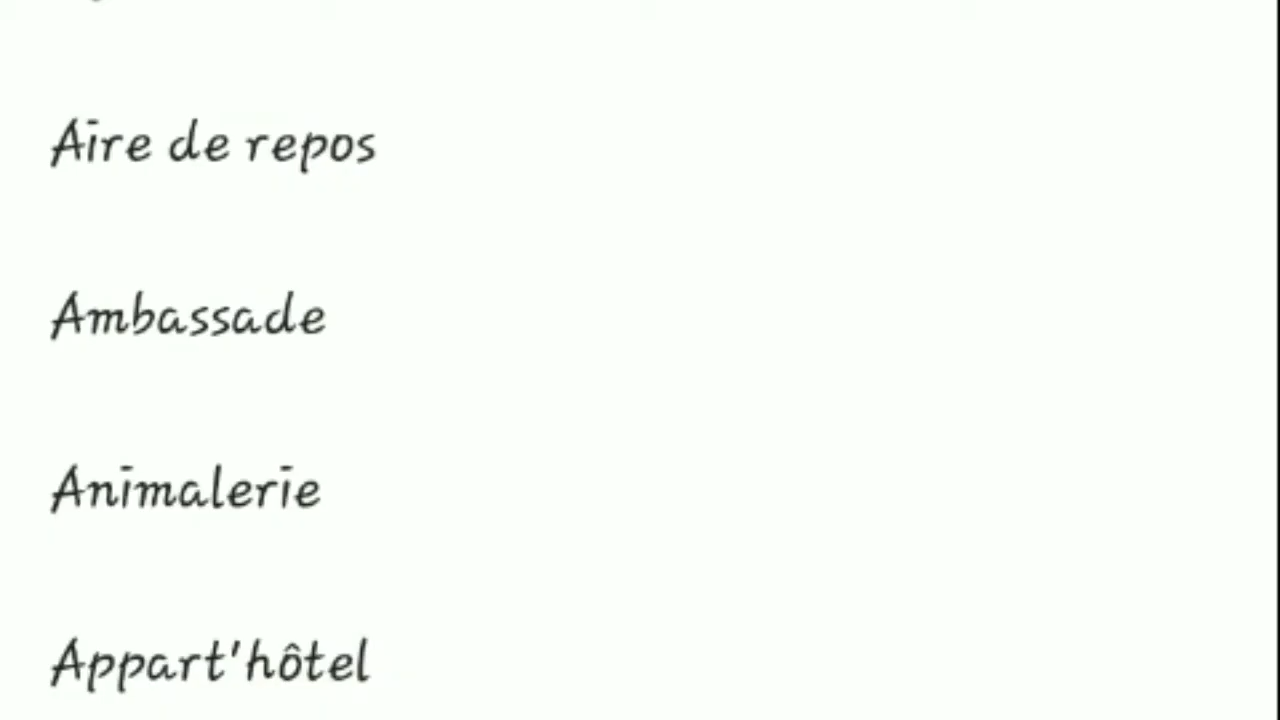 Aire de repos
Ambassade
Animalerie
Appart'hôtel